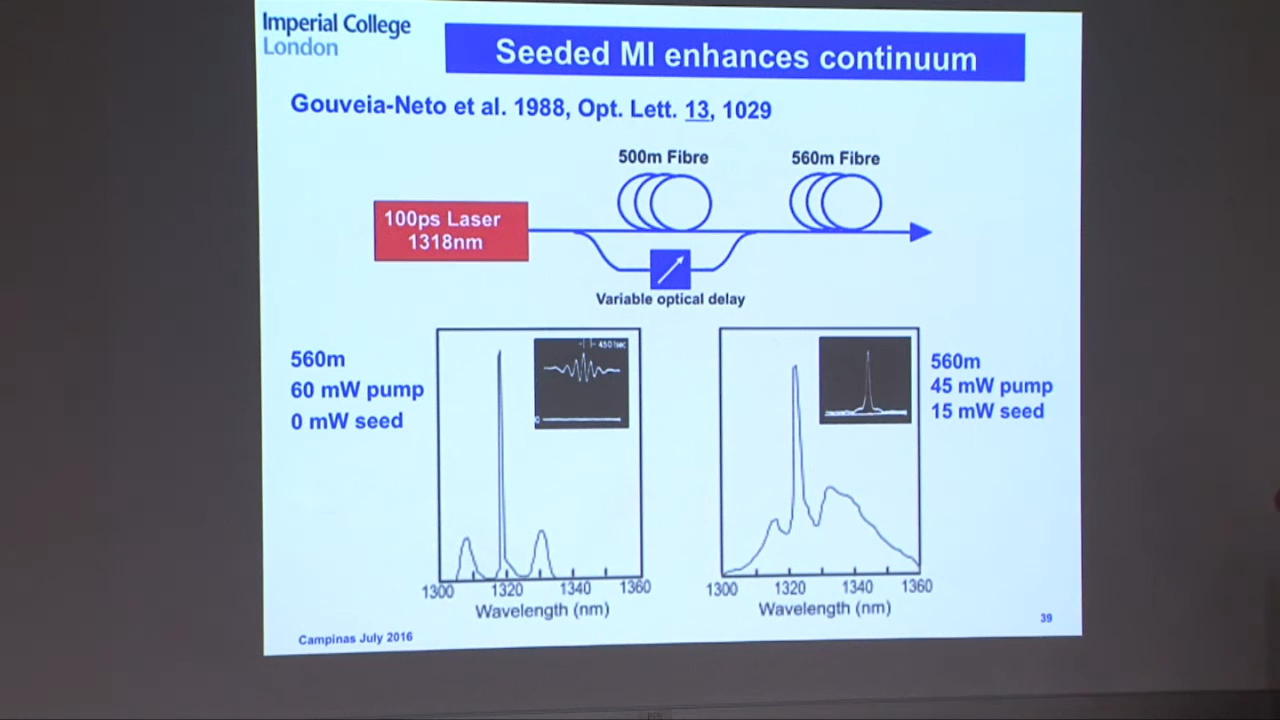 Imperial College
London
Seeded MI enhances continuum
Gouveia-Neto et al. 1988, Opt. Lett. 13, 1029
500m Fibre
560m Fibre
100ps Laser
1318nm
Variable optical delay
560m
60 mW pump
0 mW seed
560m
45 mW pump
15 mW seed
1300 1320 1340 1360
Wavelength (nm)
1300 1320 1340 1360
Wavelength (nm)
Campinas July 2016
39